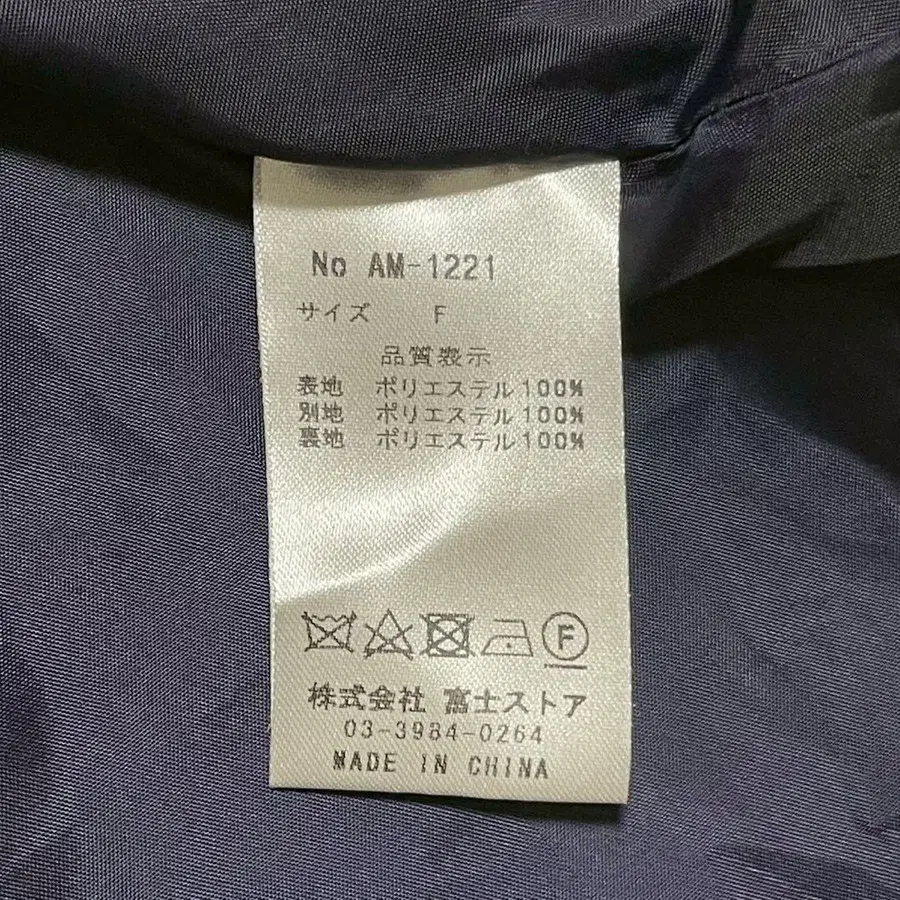 No AM-1221
サイズ F
品質表示
表地 ポリエステル100%
別地 ポリエステル100%
裏地 ポリエステル100%
F
株式会社 富士ストア
03-3984-0264
MADE IN CHINA